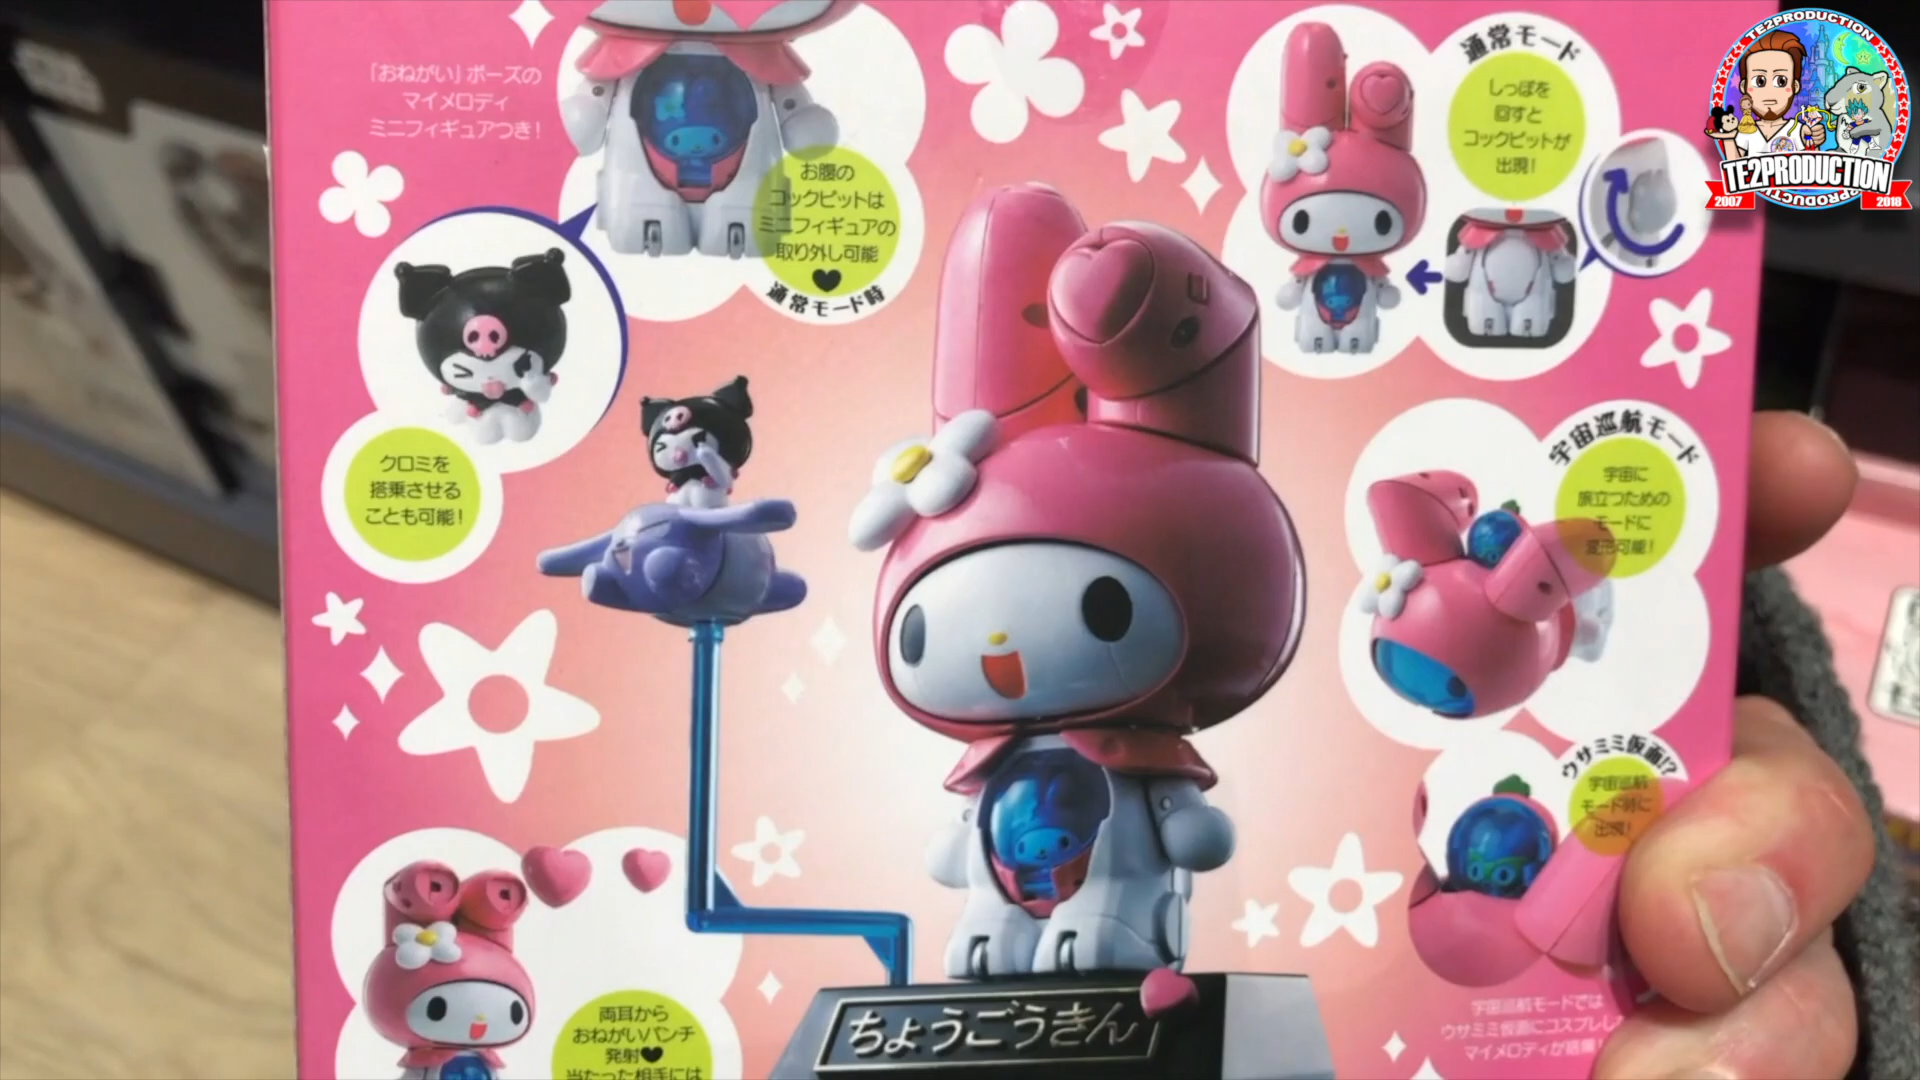 「おねがい」ポーズの
マイメロディ
ミニフィギュアつき!
お腹の
コックピットは
ミニフィギュアの
取り外し可能
通常モード時
通常モード
しっぽを
回すと
コックピットが
出現!
TE2PRODUCTION
TE2PRODUCTION
2007
2018
クロミを
搭乗させる
ことも可能!
宇宙巡航モード
宇宙に
旅立つための
モードに
変形可能!
ウサミミ仮面!?
宇宙巡航
モード時に
出現!
両耳から
おねがいパンチ
発射♥
当たった相手には
ちょうごうきん
宇宙巡航モードでは
ウサミミ仮面にコスプレした
マイメロディが搭乗!